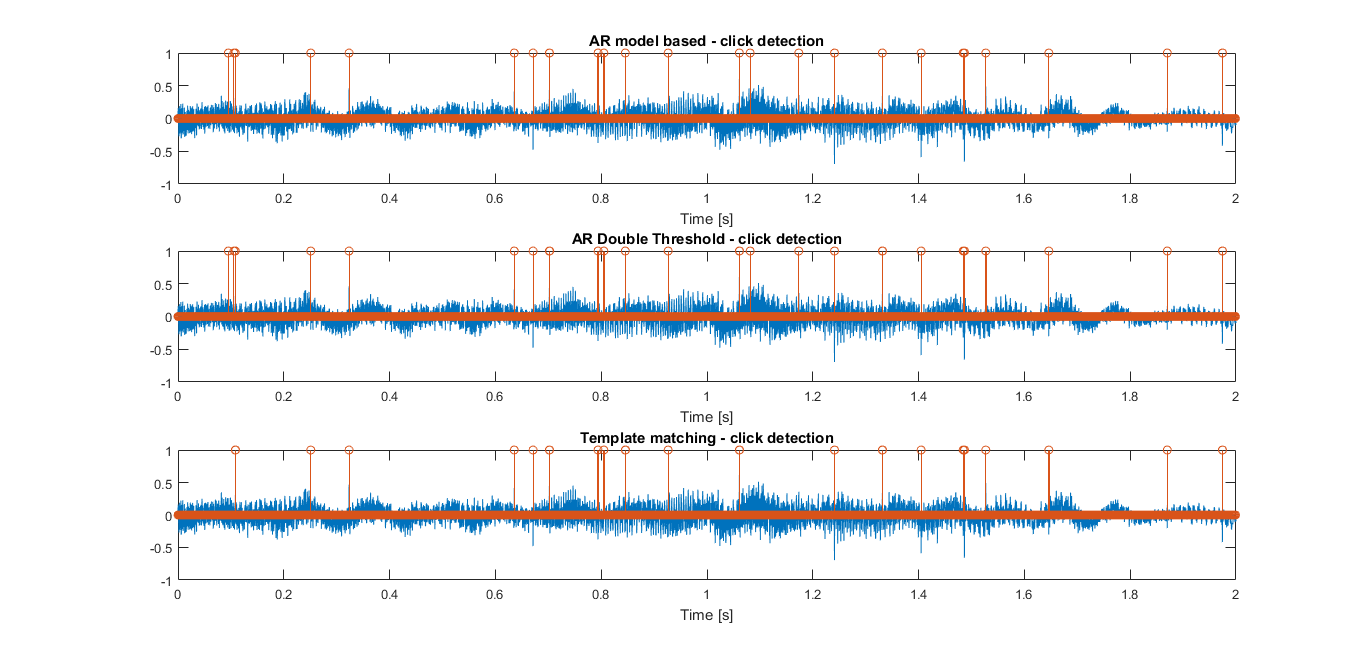 AR model based - click detection
1
0.5
0
-0.5
-1
0 0.2 0.4 0.6 0.8 1 1.2 1.4 1.6 1.8 2
Time [s]
AR Double Threshold - click detection
1
0.5
0
-0.5
-1
0 0.2 0.4 0.6 0.8 1 1.2 1.4 1.6 1.8 2
Time [s]
Template matching - click detection
1
0.5
0
-0.5
-1
0 0.2 0.4 0.6 0.8 1 1.2 1.4 1.6 1.8 2
Time [s]